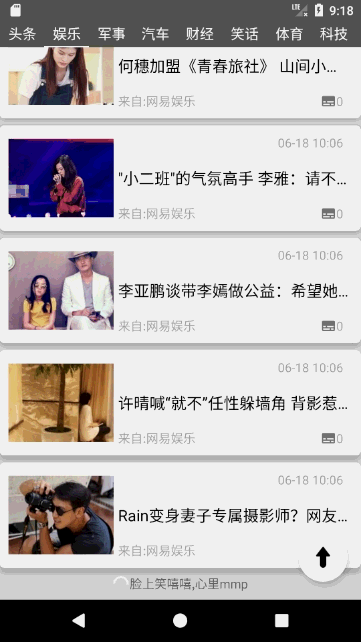 LTE 9:18
头条 娱乐 军事 汽车 财经 笑话 体育 科技
何穗加盟《青春旅社》 山间小...
来自:网易娱乐 0
06-18 10:06
"小二班"的气氛高手 李雅：请不...
来自:网易娱乐 0
06-18 10:06
李亚鹏谈带李嫣做公益：希望她...
来自:网易娱乐 0
06-18 10:06
许晴喊“就不”任性躲墙角 背影惹...
来自:网易娱乐 0
06-18 10:06
Rain变身妻子专属摄影师？网友...
来自:网易娱乐
脸上笑嘻嘻,心里mmp